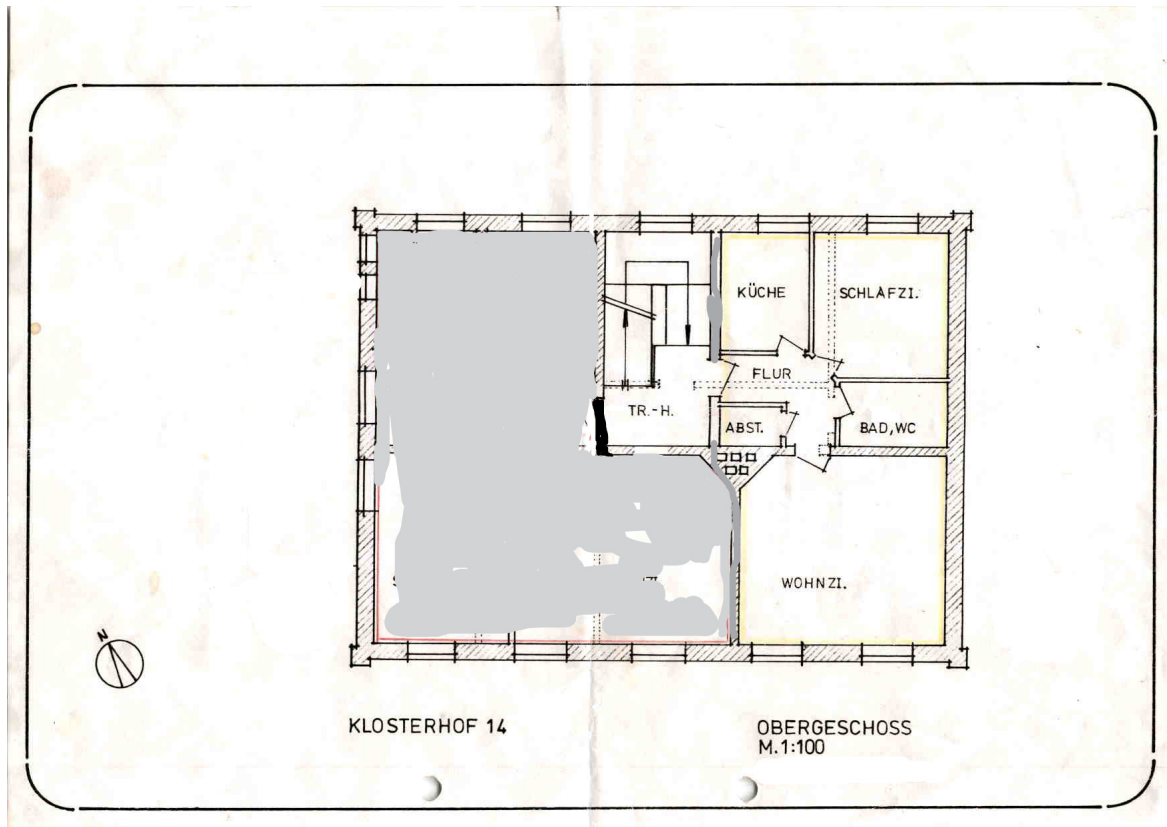 KÜCHE
SCHLAFZI.
FLUR
TR.-H.
ABST.
BAD,WC
WOHNZI.
N
KLOSTERHOF 14
OBERGESCHOSS
M.1:100